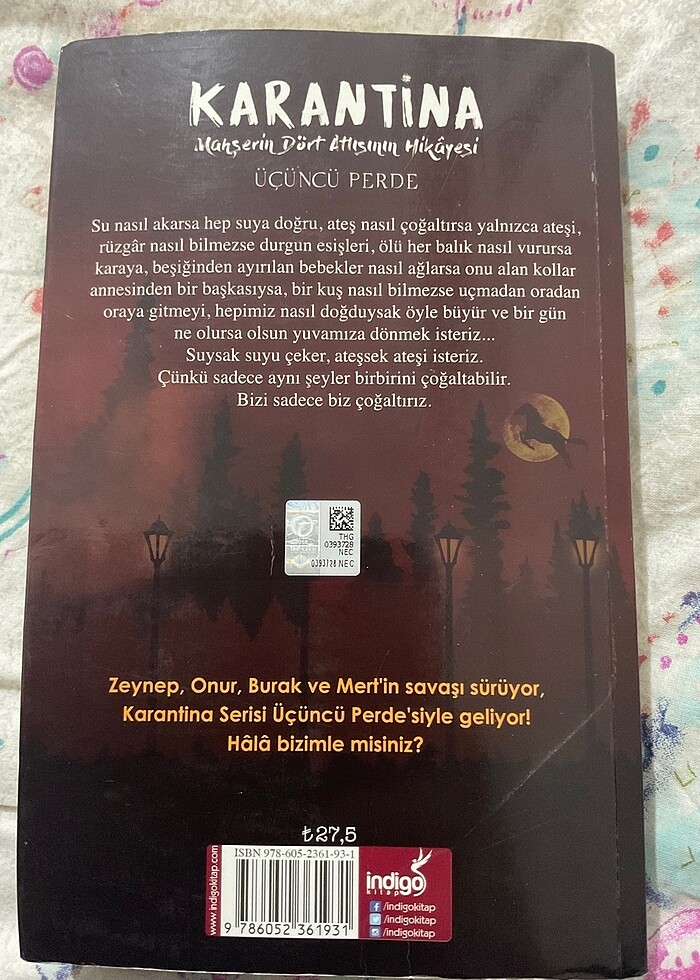 KARANTİNA
Mahşerin Dört Atlısının Hikâyesi
ÜÇÜNCÜ PERDE
Su nasıl akarsa hep suya doğru, ateş nasıl çoğaltırsa yalnızca ateşi,
rüzgâr nasıl bilmezse durgun esişleri, ölü her balık nasıl vurursa
karaya, beşiğinden ayırılan bebekler nasıl ağlarsa onu alan kollar
annesinden bir başkasıysa, bir kuş nasıl bilmezse uçmadan oradan
oraya gitmeyi, hepimiz nasıl doğduysak öyle büyür ve bir gün
ne olursa olsun yuvamıza dönmek isteriz...
Suysak suyu çeker, ateşsek ateşi isteriz.
Çünkü sadece aynı şeyler birbirini çoğaltabilir.
Bizi sadece biz çoğaltırız.
THG
0393728
NEC
0393728 NEC
Zeynep, Onur, Burak ve Mert'in savaşı sürüyor,
Karantina Serisi Üçüncü Perde'siyle geliyor!
Hâlâ bizimle misiniz?
₺27,5
www.indigokitap.com
ISBN 978-605-2361-93-1
9 786052 361931
indigo
kitap
/indigokitap
/indigokitap
/indigokitap